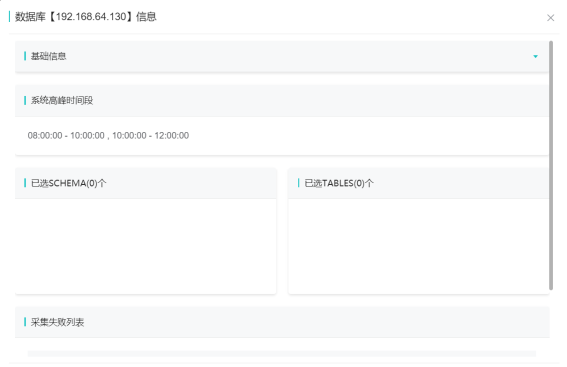 数据库【192.168.64.130】信息
基础信息
系统高峰时间段
08:00:00 - 10:00:00 , 10:00:00 - 12:00:00
已选SCHEMA(0)个
已选TABLES(0)个
采集失败列表